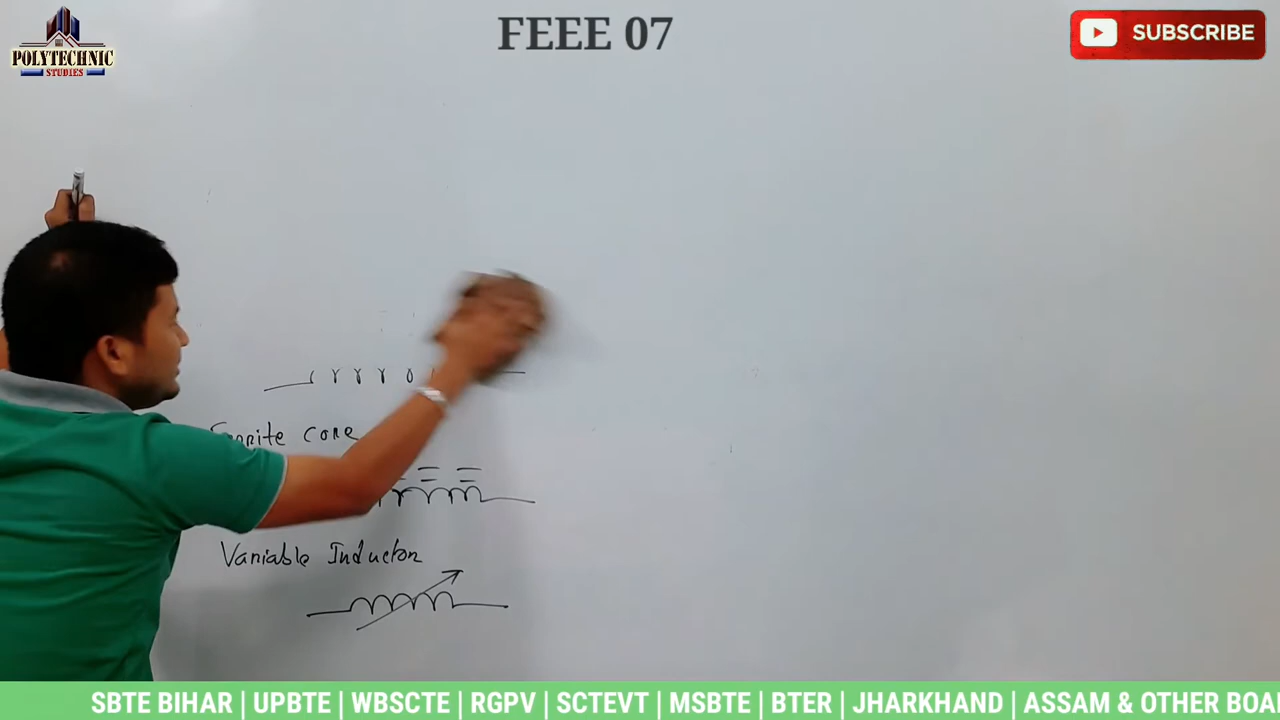 FEEE 07
POLYTECHNIC
STUDIES
SUBSCRIBE
Ferrite core
Variable Inductor
SBTE BIHAR | UPBTE | WBSCTE | RGPV | SCTEVT | MSBTE | BTER | JHARKHAND | ASSAM & OTHER BOA